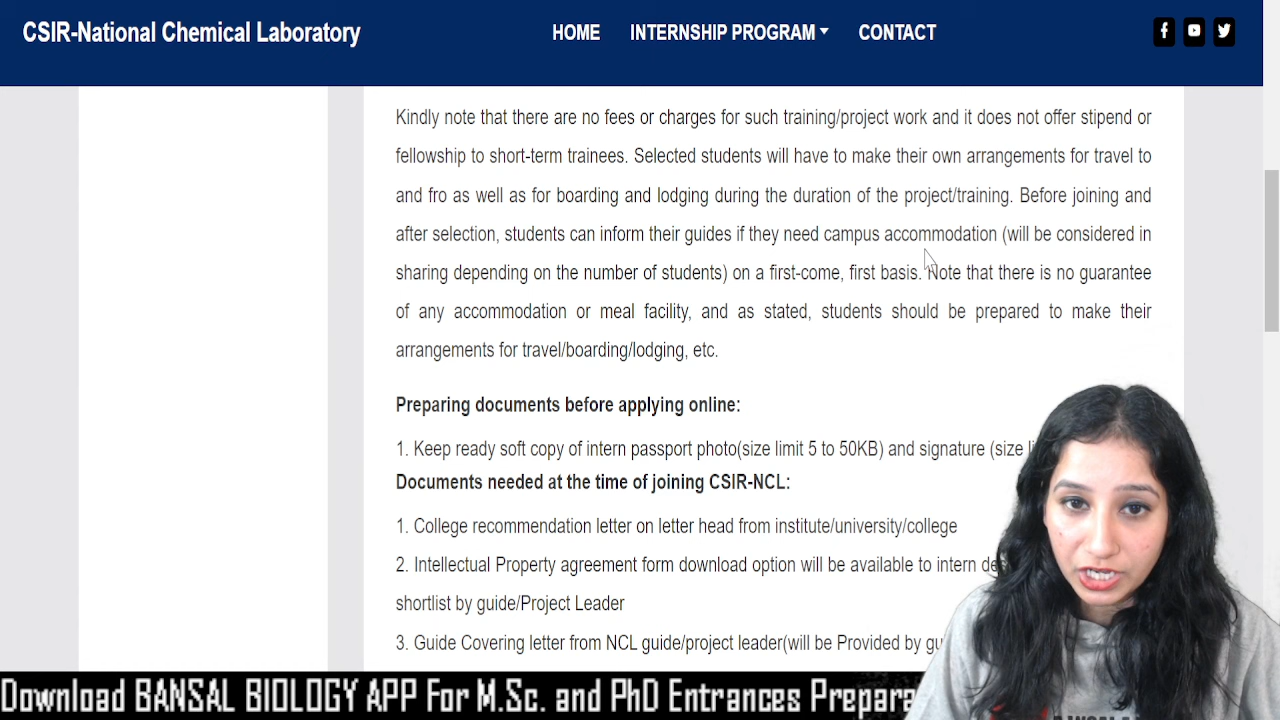 CSIR-National Chemical Laboratory
HOME INTERNSHIP PROGRAM CONTACT
Kindly note that there are no fees or charges for such training/project work and it does not offer stipend or
fellowship to short-term trainees. Selected students will have to make their own arrangements for travel to
and fro as well as for boarding and lodging during the duration of the project/training. Before joining and
after selection, students can inform their guides if they need campus accommodation (will be considered in
sharing depending on the number of students) on a first-come, first basis. Note that there is no guarantee
of any accommodation or meal facility, and as stated, students should be prepared to make their
arrangements for travel/boarding/lodging, etc.
Preparing documents before applying online:
1. Keep ready soft copy of intern passport photo(size limit 5 to 50KB) and signature (size
Documents needed at the time of joining CSIR-NCL:
1. College recommendation letter on letter head from institute/university/college
2. Intellectual Property agreement form download option will be available to intern
shortlist by guide/Project Leader
3. Guide Covering letter from NCL guide/project leader(will be Provided by
Download BANSAL BIOLOGY APP For M.Sc. and PhD Entrances